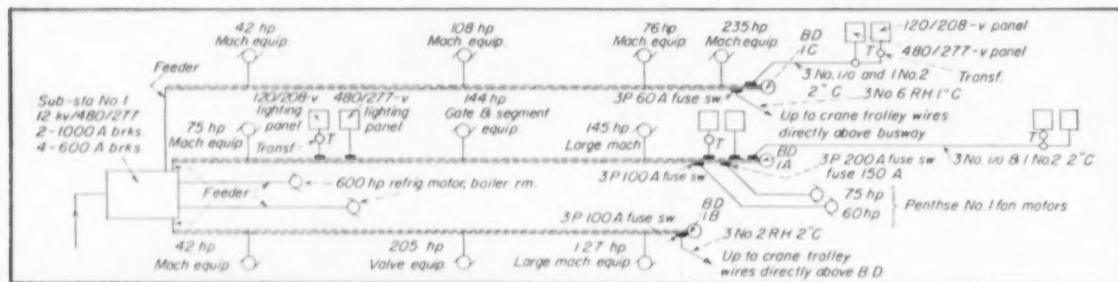 42 hp
Mach equip
108 hp
Mach equip
76 hp
Mach equip
235 hp
Mach equip
BD
1C
120/208-v panel
480/277-v panel
T
Transf.
3 No. 1/0 and 1 No. 2
2" C
3 No 6 RH 1" C
3P 60 A fuse sw
Up to crane trolley wires
directly above busway
Feeder
Sub-sta No 1
12 kv/480/277
2-1000 A brks.
4-600 A brks
75 hp
Mach equip
120/208-v
lighting
panel
Transf.
T
480/277-v
lighting
panel
144 hp
Gate & segment
equip
145 hp
Large mach
T
BD
1A
T
3 No. 1/0 & 1 No 2 2" C
3P 100 A fuse sw
3P 200 A fuse sw
fuse 150 A
75 hp
60 hp
Penthse No. 1 fan motors
Feeder
600 hp refrig motor, boiler rm.
3P 100 A fuse sw
BD
1B
3 No 2 RH 2" C
Up to crane trolley
wires directly above BD
42 hp
Mach equip
205 hp
Valve equip
127 hp
Large mach equip